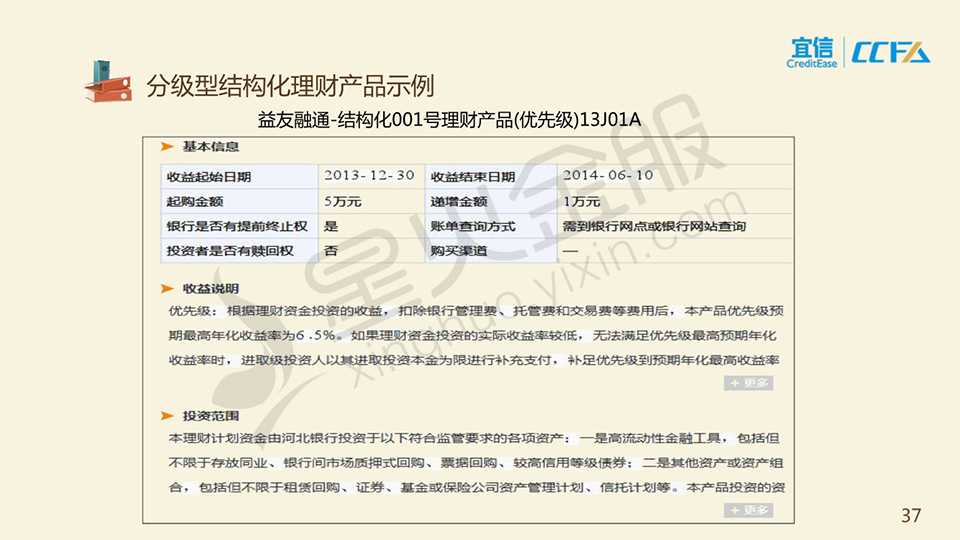 宜信
CreditEase
CCFA
分级型结构化理财产品示例
益友融通-结构化001号理财产品(优先级)13J01A
基本信息
收益起始日期 2013-12-30 收益结束日期 2014-06-10
起购金额 5万元 递增金额 1万元
银行是否有提前终止权 是 账单查询方式 需到银行网点或银行网站查询
投资者是否有赎回权 否 购买渠道 —
收益说明
优先级：根据理财资金投资的收益，扣除银行管理费、托管费和交易费等费用后，本产品优先级预
期最高年化收益率为6.5%。如果理财资金投资的实际收益率较低，无法满足优先级最高预期年化
收益率时，进取级投资人以其进取投资本金为限进行补充支付，补足优先级到预期年化最高收益率
+ 更多
投资范围
本理财计划资金由河北银行投资于以下符合监管要求的各项资产：一是高流动性金融工具，包括但
不限于存放同业、银行间市场质押式回购、票据回购、较高信用等级债券；二是其他资产或资产组
合，包括但不限于租赁回购、证券、基金或保险公司资产管理计划、信托计划等。本产品投资的资
+ 更多
星火金服
xinghuo.yixin.com
37